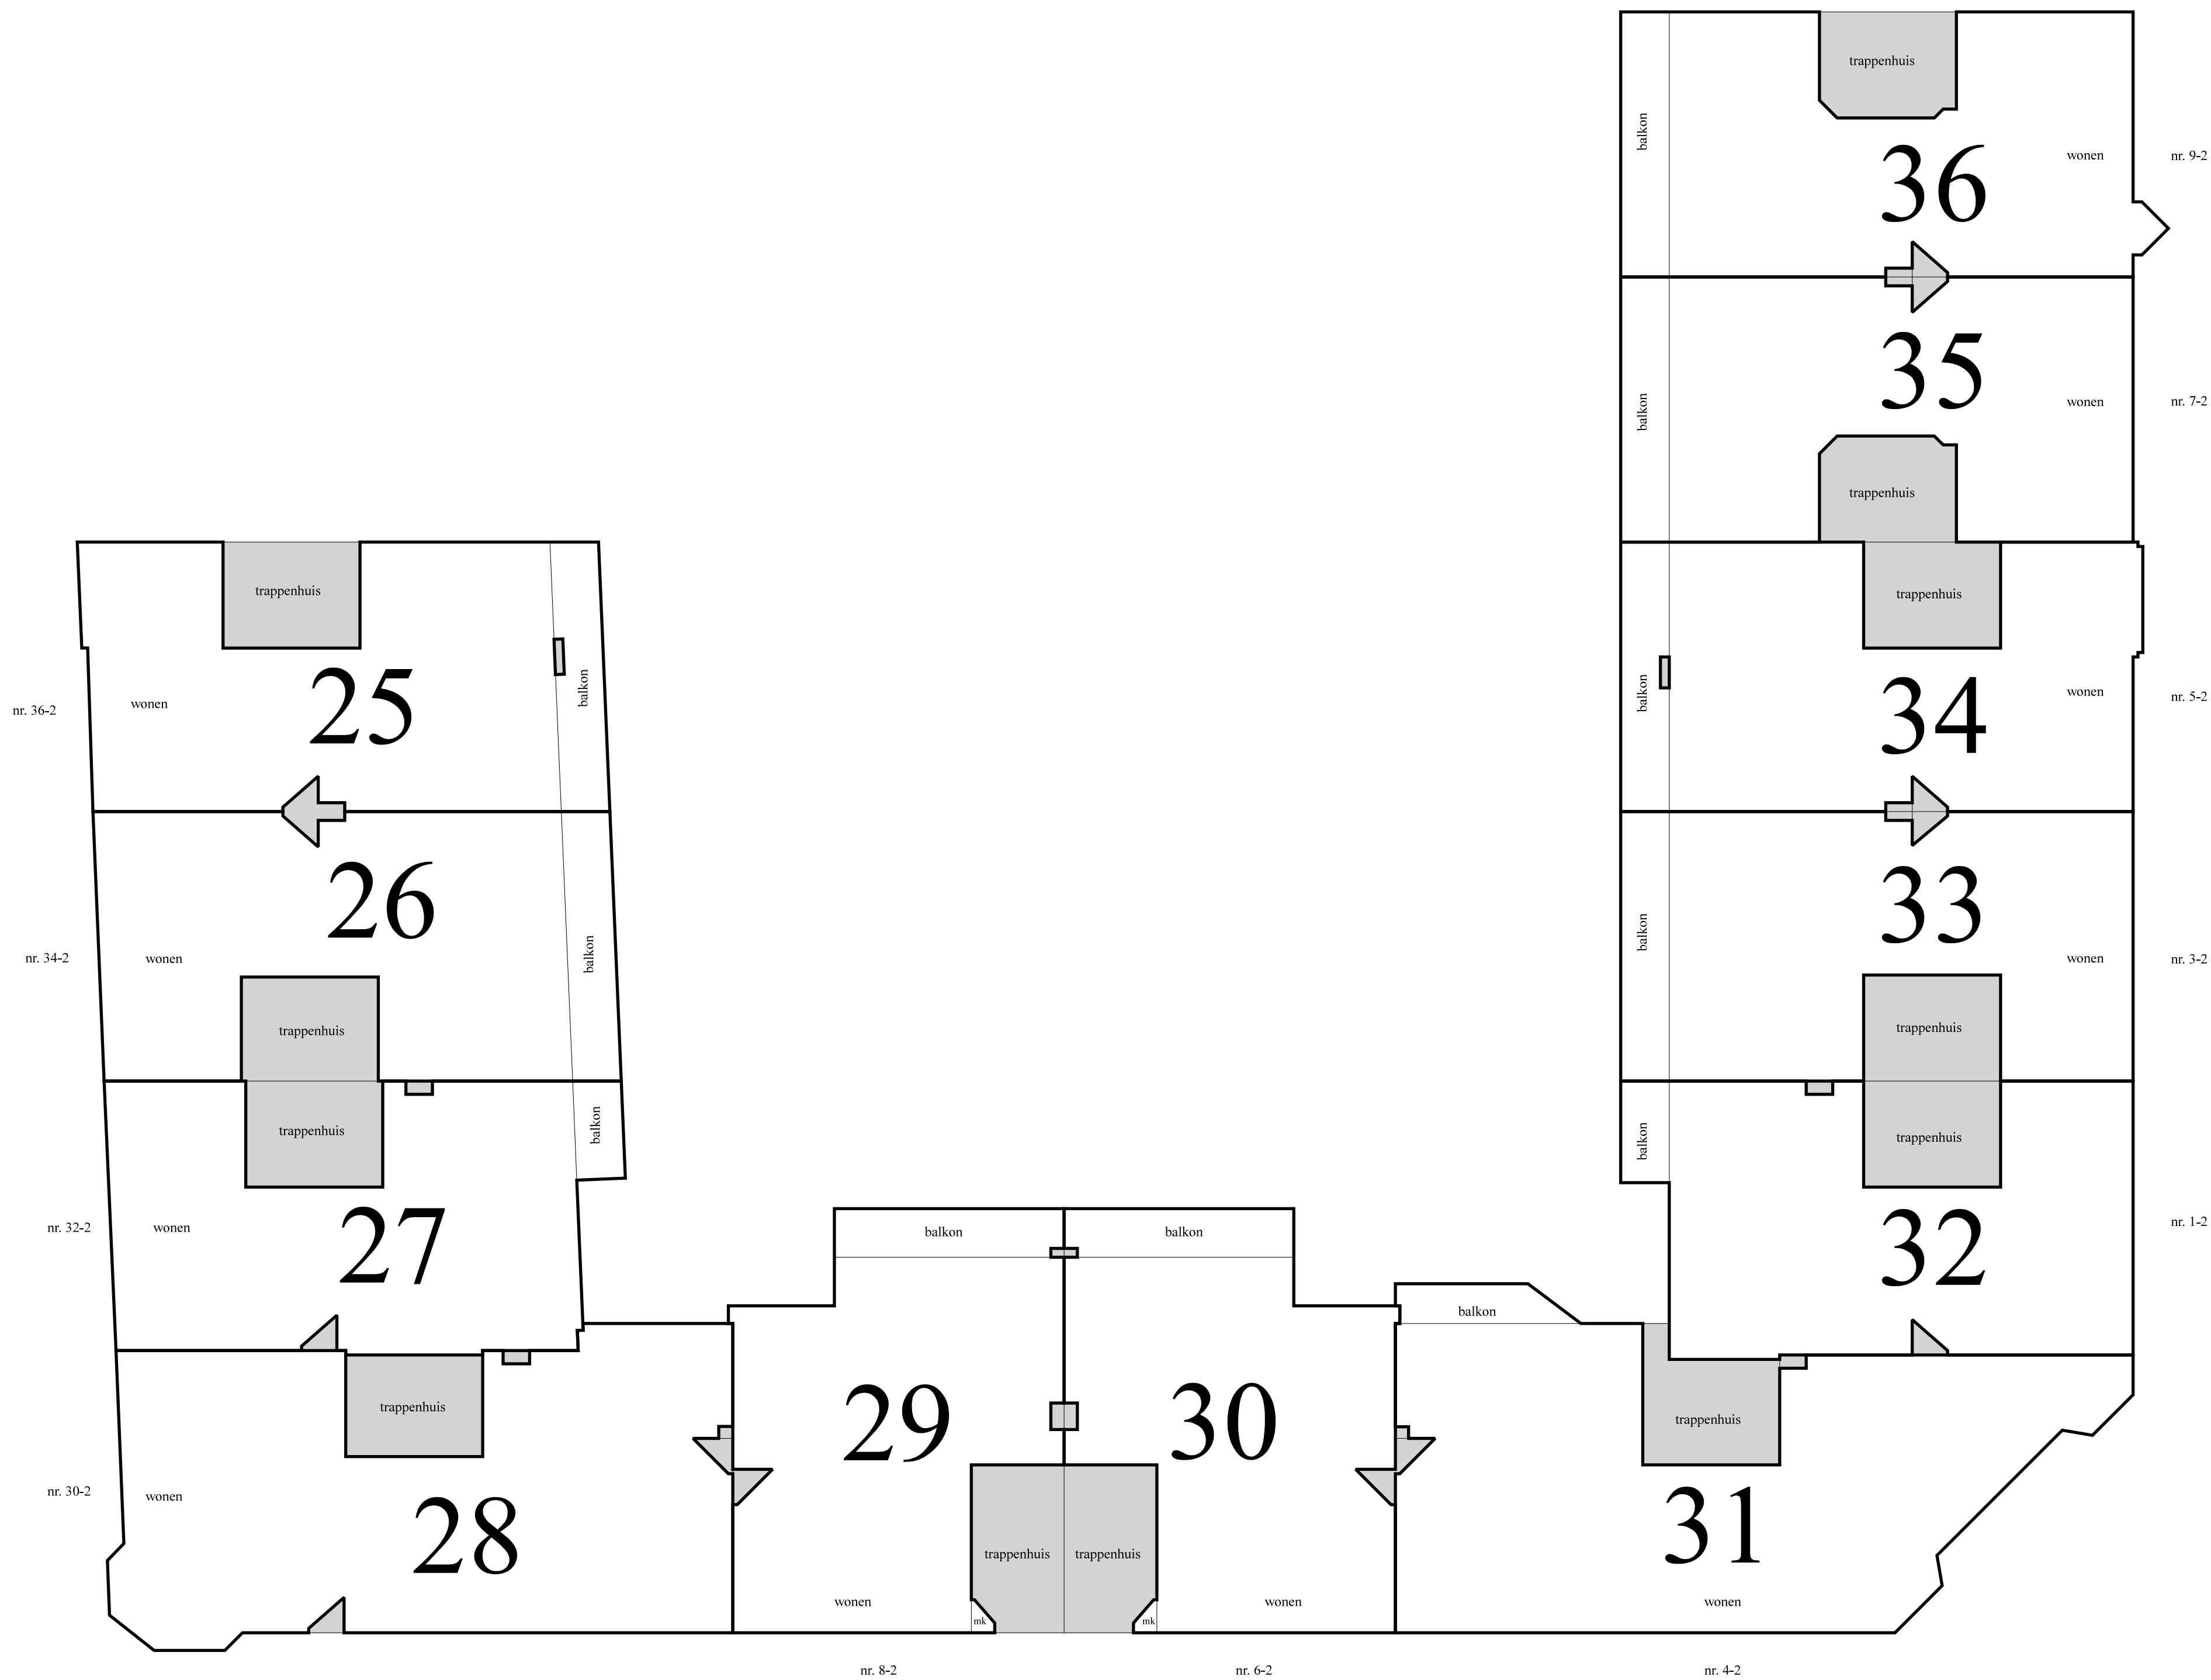 trappenhuis
balkon
36
wonen
nr. 9-2
35
balkon
wonen
nr. 7-2
trappenhuis
trappenhuis
balkon
34
wonen
nr. 5-2
33
balkon
wonen
nr. 3-2
trappenhuis
trappenhuis
balkon
32
nr. 1-2
trappenhuis
25
balkon
wonen
nr. 36-2
26
balkon
wonen
nr. 34-2
trappenhuis
trappenhuis
balkon
27
wonen
nr. 32-2
trappenhuis
28
wonen
nr. 30-2
balkon
balkon
29
30
trappenhuis
trappenhuis
wonen
wonen
mk
mk
nr. 8-2
nr. 6-2
balkon
trappenhuis
31
wonen
nr. 4-2